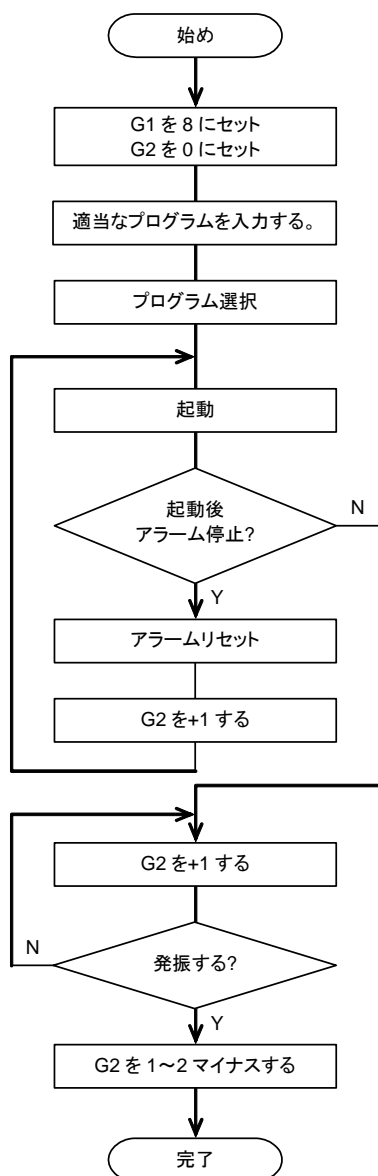 始め
G1 を 8 にセット
G2 を 0 にセット
適当なプログラムを入力する。
プログラム選択
起動
起動後
アラーム停止?
N
Y
アラームリセット
G2 を+1 する
G2 を+1 する
N
発振する?
Y
G2 を 1～2 マイナスする
完了